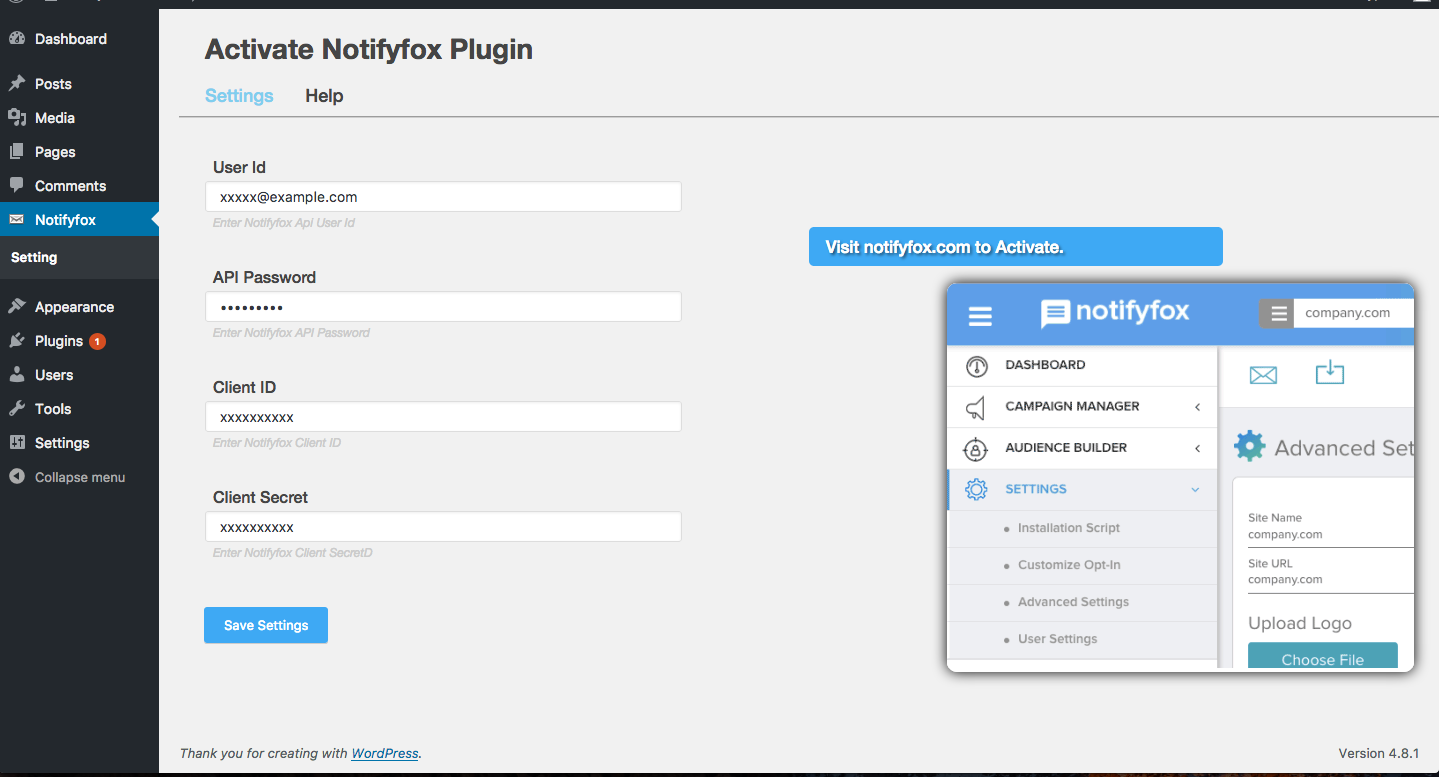 Dashboard
Posts
Media
Pages
Comments
Notifyfox
Setting
Appearance
Plugins 1
Users
Tools
Settings
Collapse menu
Activate Notifyfox Plugin
Settings Help
User Id
xxxxx@example.com
Enter Notifyfox Api User Id
API Password
•••••••••
Enter Notifyfox API Password
Client ID
xxxxxxxxxx
Enter Notifyfox Client ID
Client Secret
xxxxxxxxxx
Enter Notifyfox Client SecretD
Save Settings
Visit notifyfox.com to Activate.
notifyfox
company.com
DASHBOARD
CAMPAIGN MANAGER
AUDIENCE BUILDER
SETTINGS
Installation Script
Customize Opt-In
Advanced Settings
User Settings
Advanced Set
Site Name
company.com
Site URL
company.com
Upload Logo
Choose File
Thank you for creating with WordPress.
Version 4.8.1